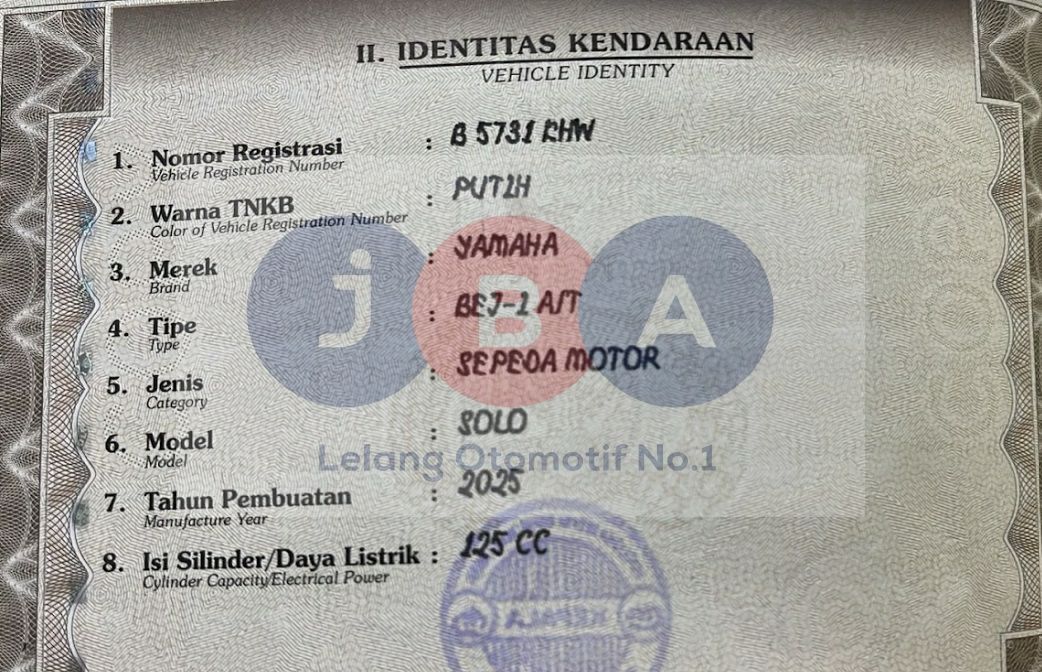 II. IDENTITAS KENDARAAN
VEHICLE IDENTITY
1. Nomor Registrasi : B 5731 KHW
Vehicle Registration Number
2. Warna TNKB : PUTIH
Color of Vehicle Registration Number
3. Merek : YAMAHA
Brand
4. Tipe : BEJ-1 A/T
Type
5. Jenis : SEPEDA MOTOR
Category
6. Model : SOLO
Model
7. Tahun Pembuatan : 2025
Manufacture Year
8. Isi Silinder/Daya Listrik : 125 CC
Cylinder Capacity/Electrical Power
JBA
Lelang Otomotif No.1